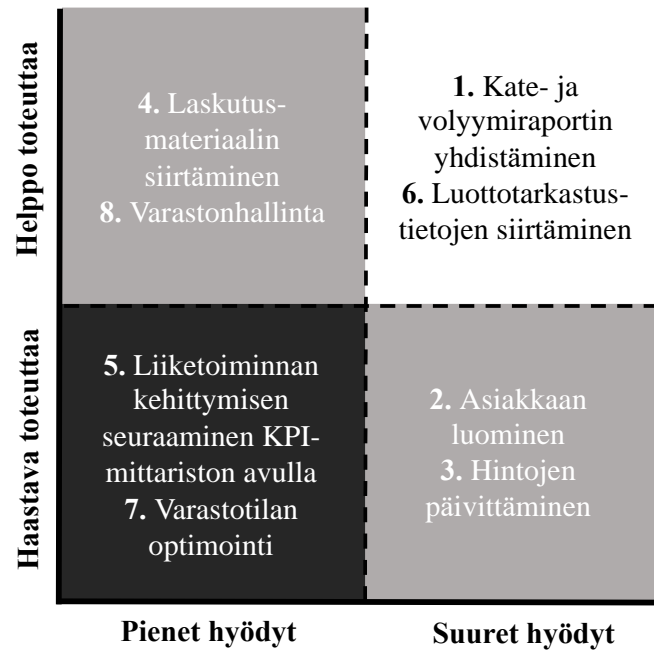 Helppo toteuttaa
4. Laskutus-
materiaalin
siirtäminen
8. Varastonhallinta
1. Kate- ja
volyymiraportin
yhdistäminen
6. Luottotarkastus-
tietojen siirtäminen
Haastava toteuttaa
5. Liiketoiminnan
kehittymisen
seuraaminen KPI-
mittariston avulla
7. Varastotilan
optimointi
2. Asiakkaan
luominen
3. Hintojen
päivittäminen
Pienet hyödyt
Suuret hyödyt